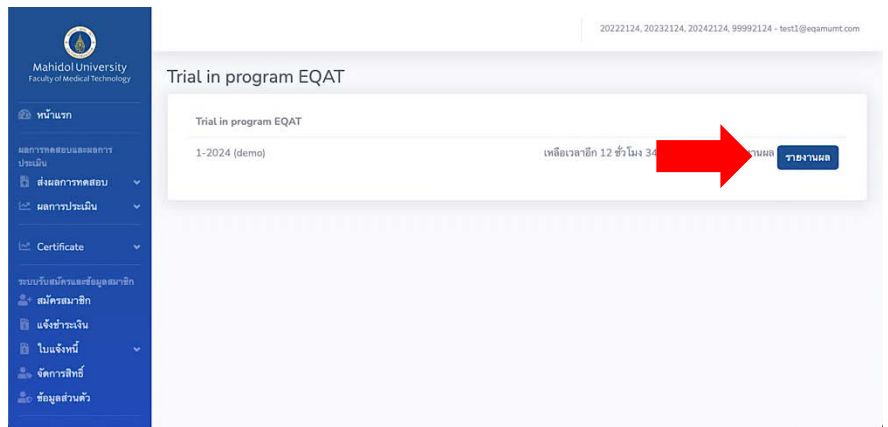 20222124, 20232124, 20242124, 99992124 - test1@eqamumt.com
Mahidol University
Faculty of Medical Technology
หน้าแรก
ผลการทดสอบและผลการ
ประเมิน
ส่งผลการทดสอบ
ผลการประเมิน
Certificate
ระบบรับสมัครและข้อมูลสมาชิก
สมัครสมาชิก
แจ้งชำระเงิน
ใบแจ้งหนี้
จัดการสิทธิ์
ข้อมูลส่วนตัว
Trial in program EQAT
Trial in program EQAT
1-2024 (demo)
เหลือเวลาอีก 12 ชั่วโมง 34
รายงานผล